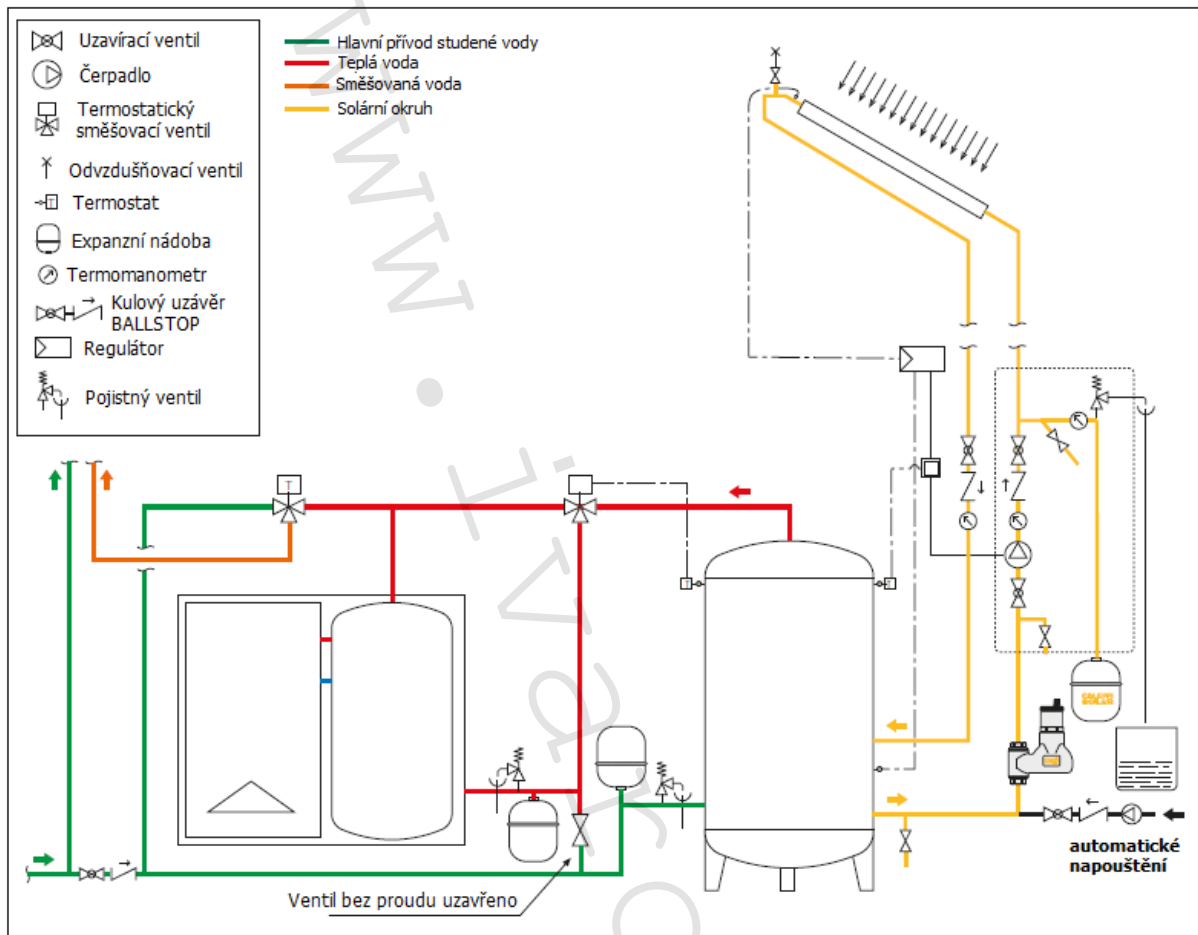 Uzavírací ventil
Čerpadlo
Termostatický
směšovací ventil
Odvzdušňovací ventil
T
Termostat
Expanzní nádoba
Termomanometr
Kulový uzávěr
BALLSTOP
Regulátor
Pojistný ventil
Hlavní přívod studené vody
Teplá voda
Směšovaná voda
Solární okruh
T
T
T
automatické
napouštění
Ventil bez proudu uzavřeno